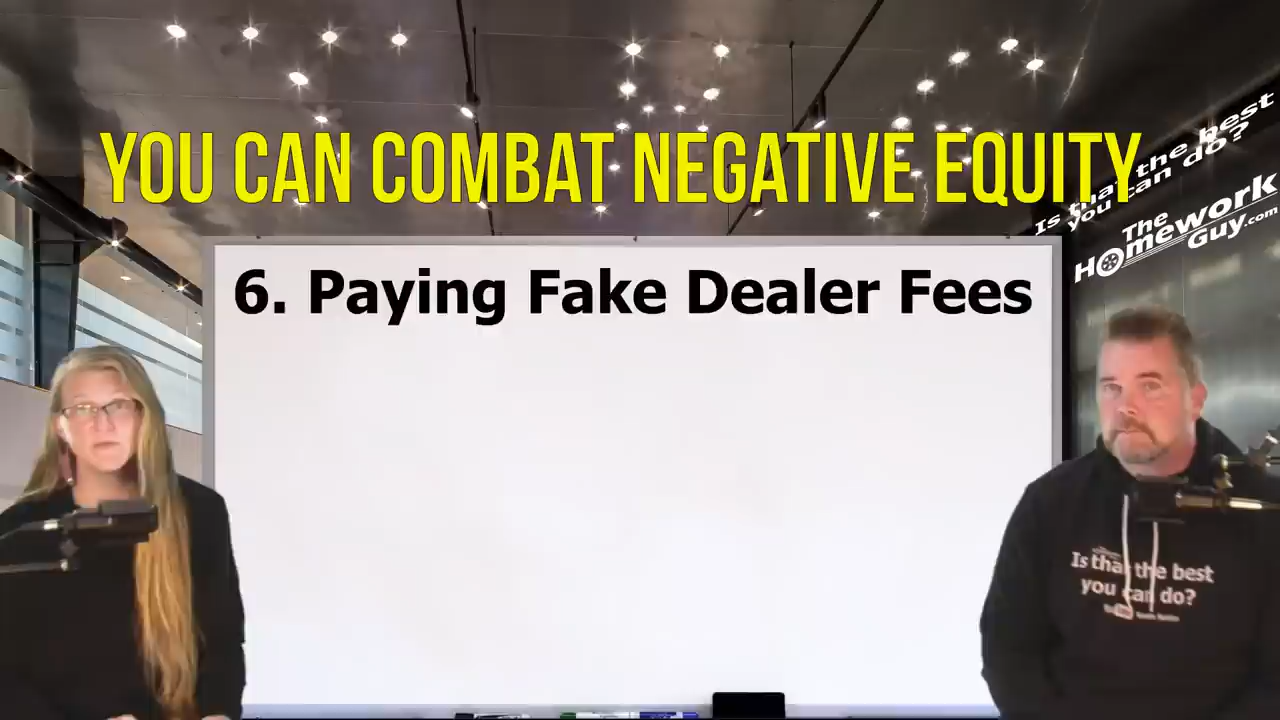 YOU CAN COMBAT NEGATIVE EQUITY
6. Paying Fake Dealer Fees
Is that the best
you can do?
The
Homework
Guy.com
Is that the best
you can do?